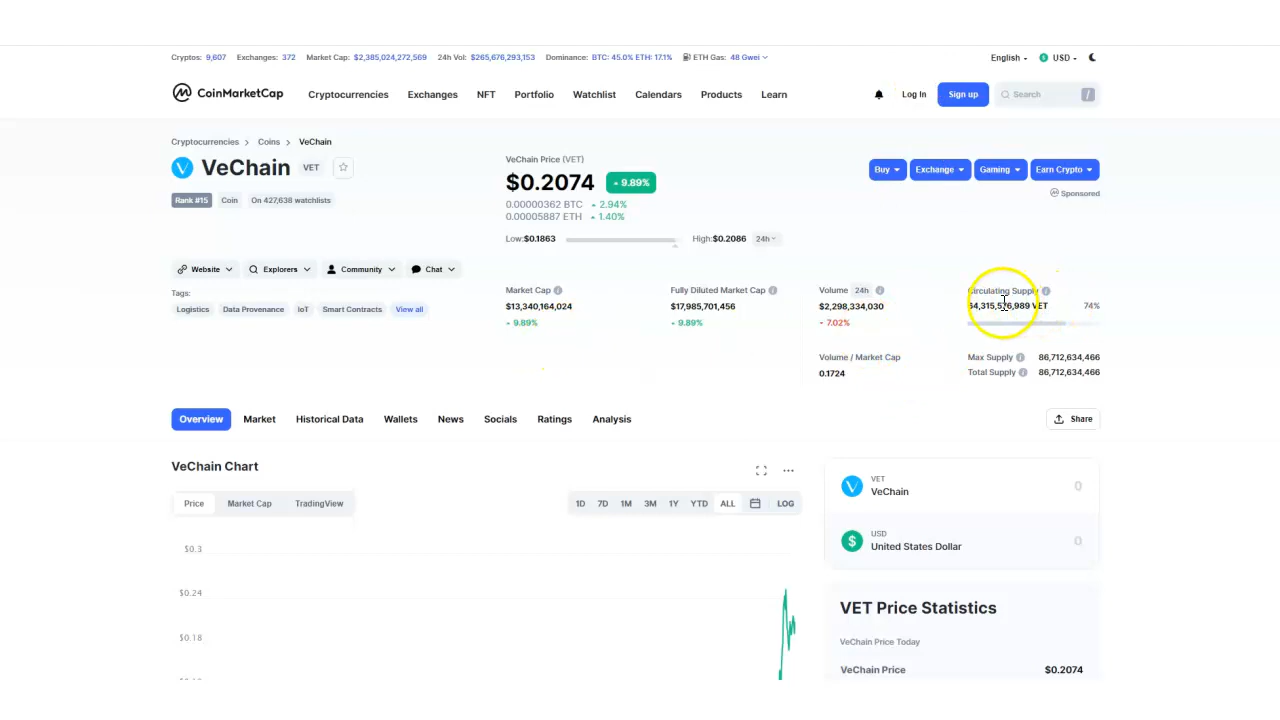 Cryptos: 9,607 Exchanges: 372 Market Cap: $2,385,024,272,569 24h Vol: $265,676,293,153 Dominance: BTC: 45.0% ETH: 17.1% ETH Gas: 48 Gwei English USD
CoinMarketCap Cryptocurrencies Exchanges NFT Portfolio Watchlist Calendars Products Learn Log In Sign up Search /
Cryptocurrencies > Coins > VeChain
VeChain VET
Rank #15 Coin On 427,638 watchlists
VeChain Price (VET)
$0.2074 9.89%
0.00000362 BTC 2.94%
0.00005887 ETH 1.40%
Low: $0.1863 High: $0.2086 24h
Buy Exchange Gaming Earn Crypto
Sponsored
Website Explorers Community Chat
Tags:
Logistics Data Provenance IoT Smart Contracts View all
Market Cap
$13,340,164,024
9.89%
Fully Diluted Market Cap
$17,985,701,456
9.89%
Volume 24h
$2,298,334,030
7.02%
Volume / Market Cap
0.1724
Circulating Supply
VET 74%
Max Supply 86,712,634,466
Total Supply 86,712,634,466
Overview Market Historical Data Wallets News Socials Ratings Analysis Share
VeChain Chart
Price Market Cap TradingView 1D 7D 1M 3M 1Y YTD ALL LOG
$0.3
$0.24
$0.18
VET
VeChain 0
USD
United States Dollar 0
VET Price Statistics
VeChain Price Today
VeChain Price $0.2074